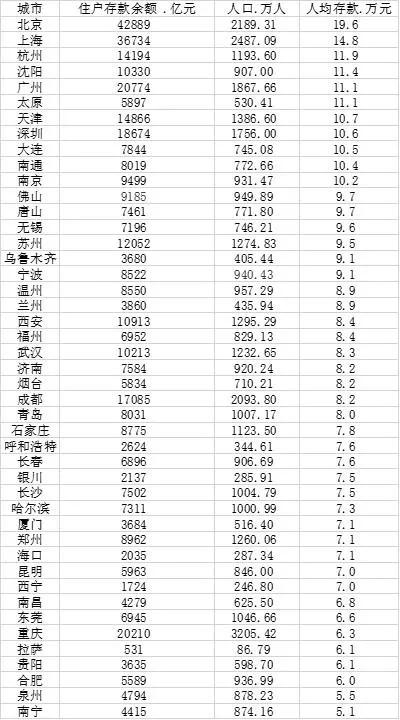 城市 住户存款余额.亿元 人口.万人 人均存款.万元
北京 42889 2189.31 19.6
上海 36734 2487.09 14.8
杭州 14194 1193.60 11.9
沈阳 10330 907.00 11.4
广州 20774 1867.66 11.1
太原 5897 530.41 11.1
天津 14866 1386.60 10.7
深圳 18674 1756.00 10.6
大连 7844 745.08 10.5
南通 8019 772.66 10.4
南京 9499 931.47 10.2
佛山 9185 949.89 9.7
唐山 7461 771.80 9.7
无锡 7196 746.21 9.6
苏州 12052 1274.83 9.5
乌鲁木齐 3680 405.44 9.1
宁波 8522 940.43 9.1
温州 8550 957.29 8.9
兰州 3860 435.94 8.9
西安 10913 1295.29 8.4
福州 6952 829.13 8.4
武汉 10213 1232.65 8.3
济南 7584 920.24 8.2
烟台 5834 710.21 8.2
成都 17085 2093.80 8.2
青岛 8031 1007.17 8.0
石家庄 8775 1123.50 7.8
呼和浩特 2624 344.61 7.6
长春 6896 906.69 7.6
银川 2137 285.91 7.5
长沙 7502 1004.79 7.5
哈尔滨 7311 1000.99 7.3
厦门 3684 516.40 7.1
郑州 8962 1260.06 7.1
海口 2035 287.34 7.1
昆明 5963 846.00 7.0
西宁 1724 246.80 7.0
南昌 4279 625.50 6.8
东莞 6945 1046.66 6.6
重庆 20210 3205.42 6.3
拉萨 531 86.79 6.1
贵阳 3635 598.70 6.1
合肥 5589 936.99 6.0
泉州 4794 878.23 5.5
南宁 4415 874.16 5.1